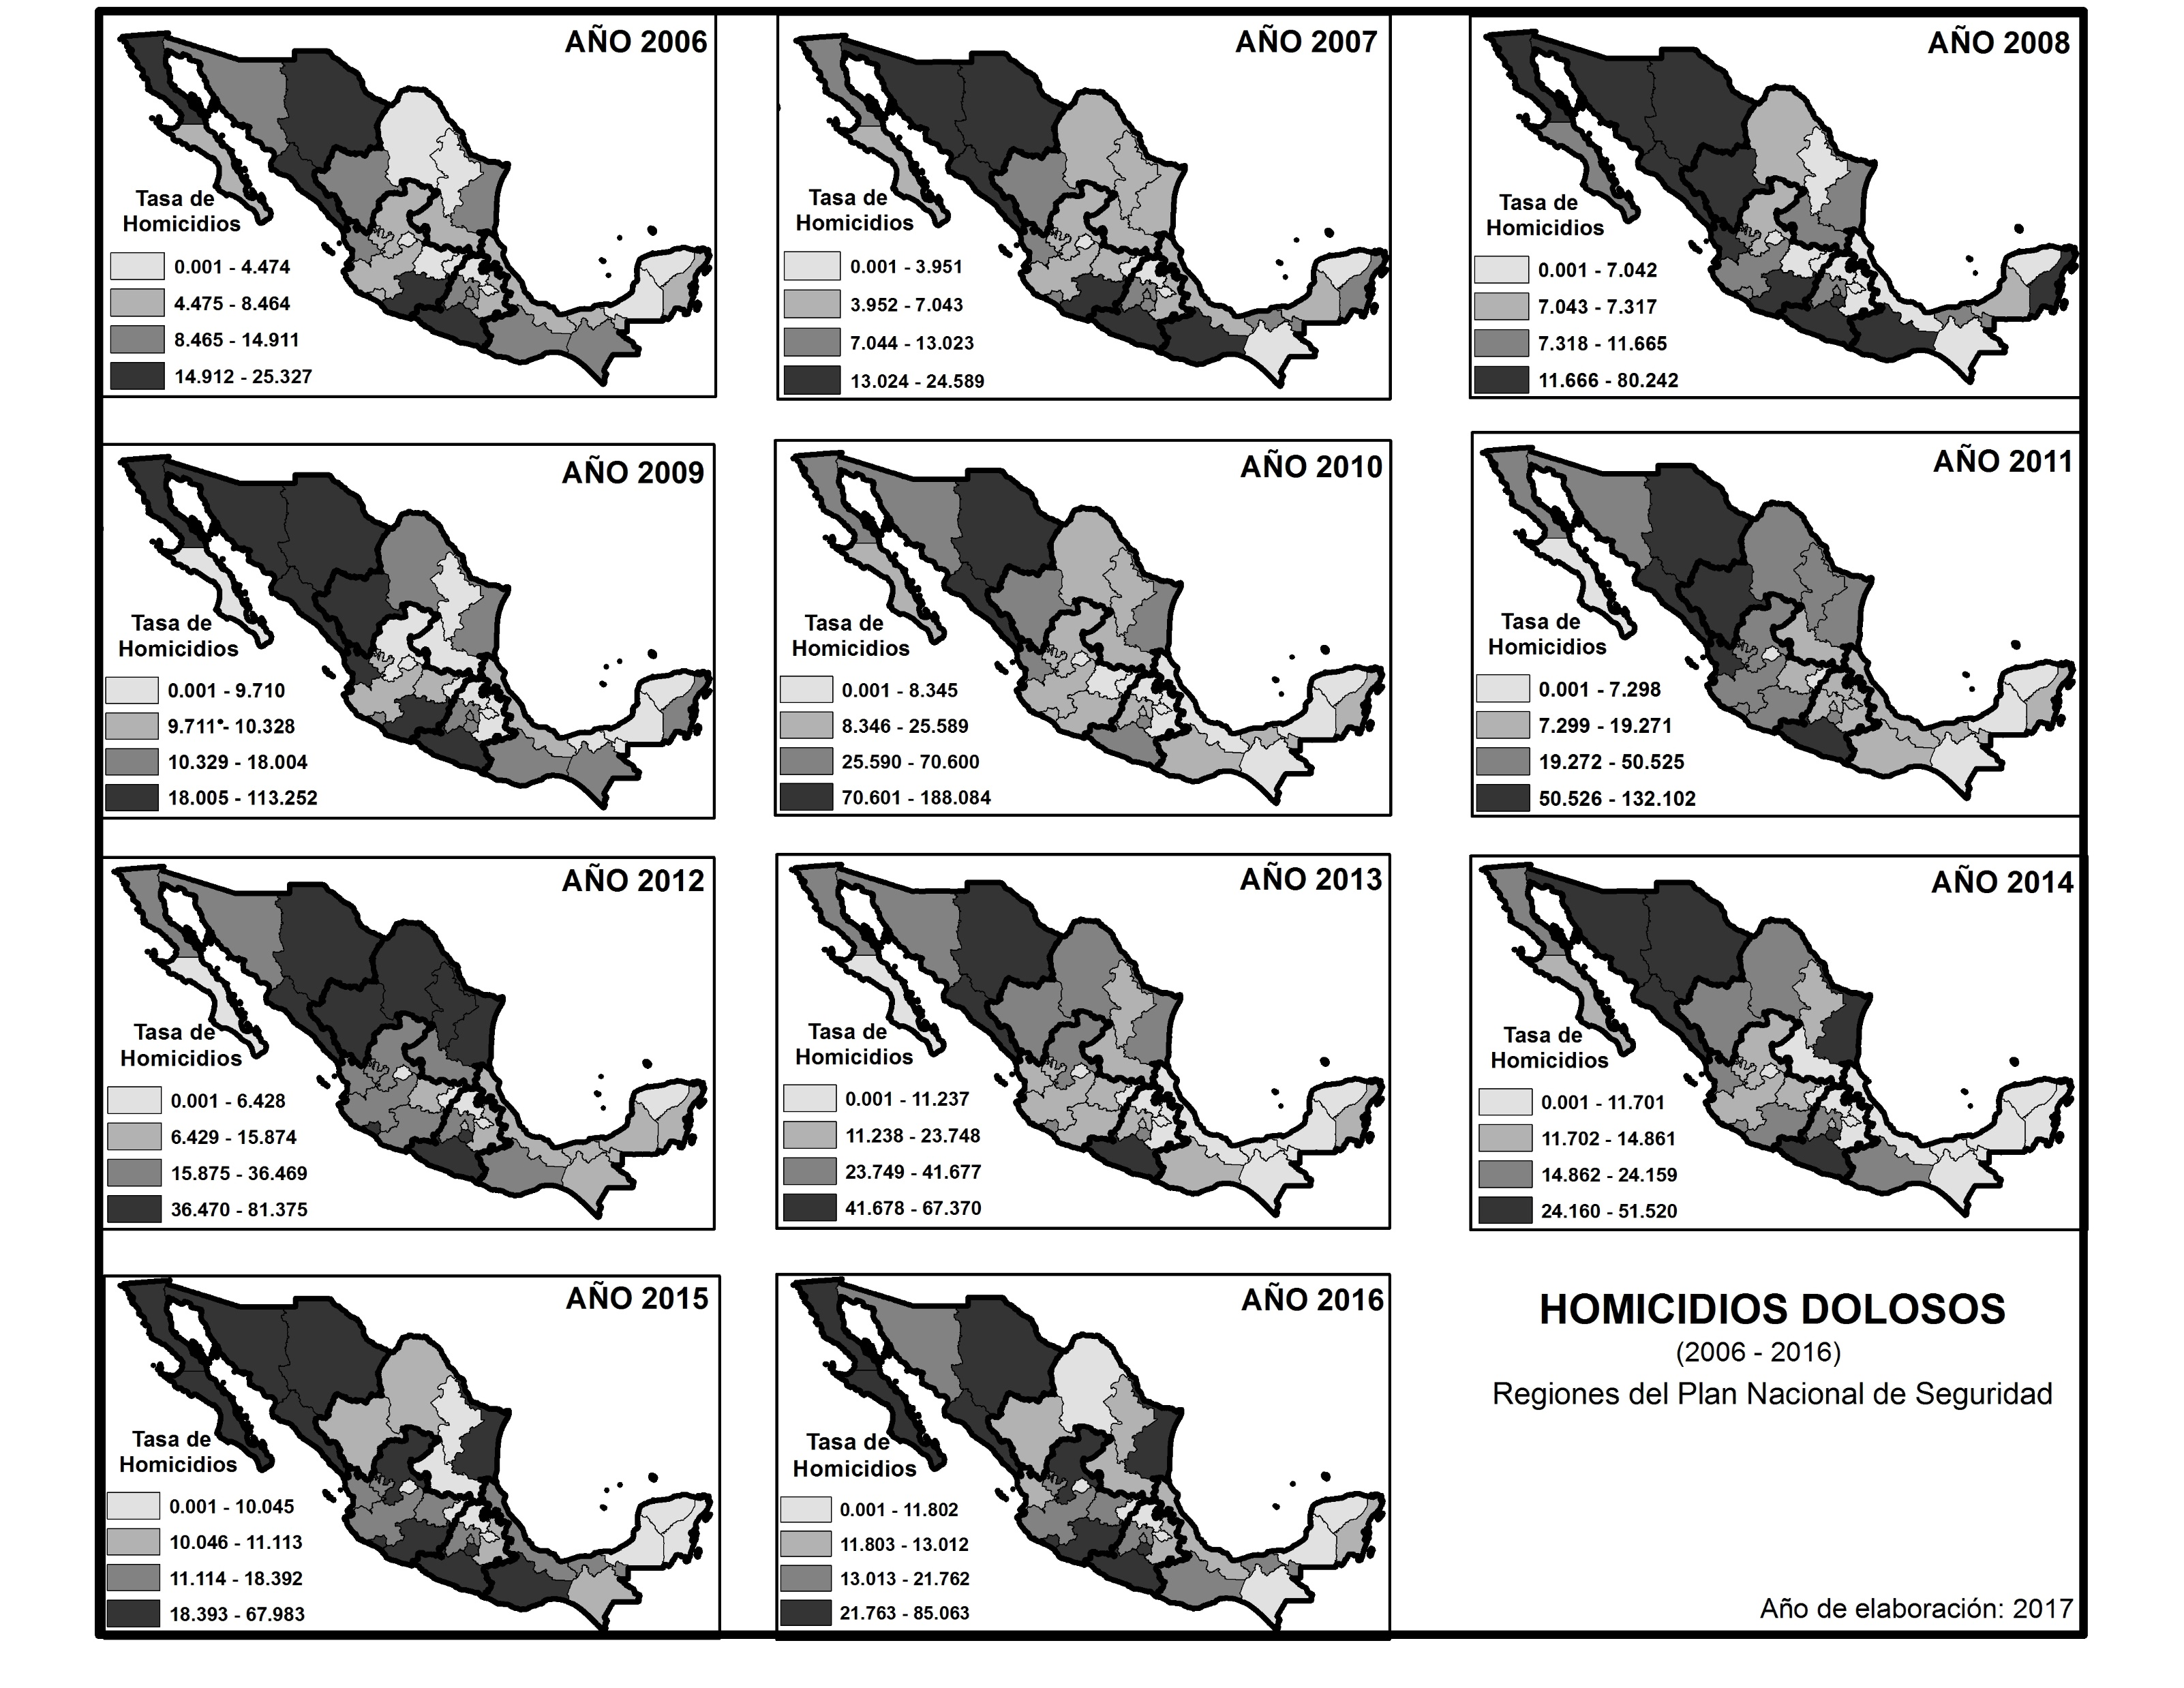 AÑO 2006
Tasa de
Homicidios
0.001 - 4.474
4.475 - 8.464
8.465 - 14.911
14.912 - 25.327
AÑO 2007
Tasa de
Homicidios
0.001 - 3.951
3.952 - 7.043
7.044 - 13.023
13.024 - 24.589
AÑO 2008
Tasa de
Homicidios
0.001 - 7.042
7.043 - 7.317
7.318 - 11.665
11.666 - 80.242
AÑO 2009
Tasa de
Homicidios
0.001 - 9.710
9.711 - 10.328
10.329 - 18.004
18.005 - 113.252
AÑO 2010
Tasa de
Homicidios
0.001 - 8.345
8.346 - 25.589
25.590 - 70.600
70.601 - 188.084
AÑO 2011
Tasa de
Homicidios
0.001 - 7.298
7.299 - 19.271
19.272 - 50.525
50.526 - 132.102
AÑO 2012
Tasa de
Homicidios
0.001 - 6.428
6.429 - 15.874
15.875 - 36.469
36.470 - 81.375
AÑO 2013
Tasa de
Homicidios
0.001 - 11.237
11.238 - 23.748
23.749 - 41.677
41.678 - 67.370
AÑO 2014
Tasa de
Homicidios
0.001 - 11.701
11.702 - 14.861
14.862 - 24.159
24.160 - 51.520
AÑO 2015
Tasa de
Homicidios
0.001 - 10.045
10.046 - 11.113
11.114 - 18.392
18.393 - 67.983
AÑO 2016
Tasa de
Homicidios
0.001 - 11.802
11.803 - 13.012
13.013 - 21.762
21.763 - 85.063
HOMICIDIOS DOLOSOS
(2006 - 2016)
Regiones del Plan Nacional de Seguridad
Año de elaboración: 2017